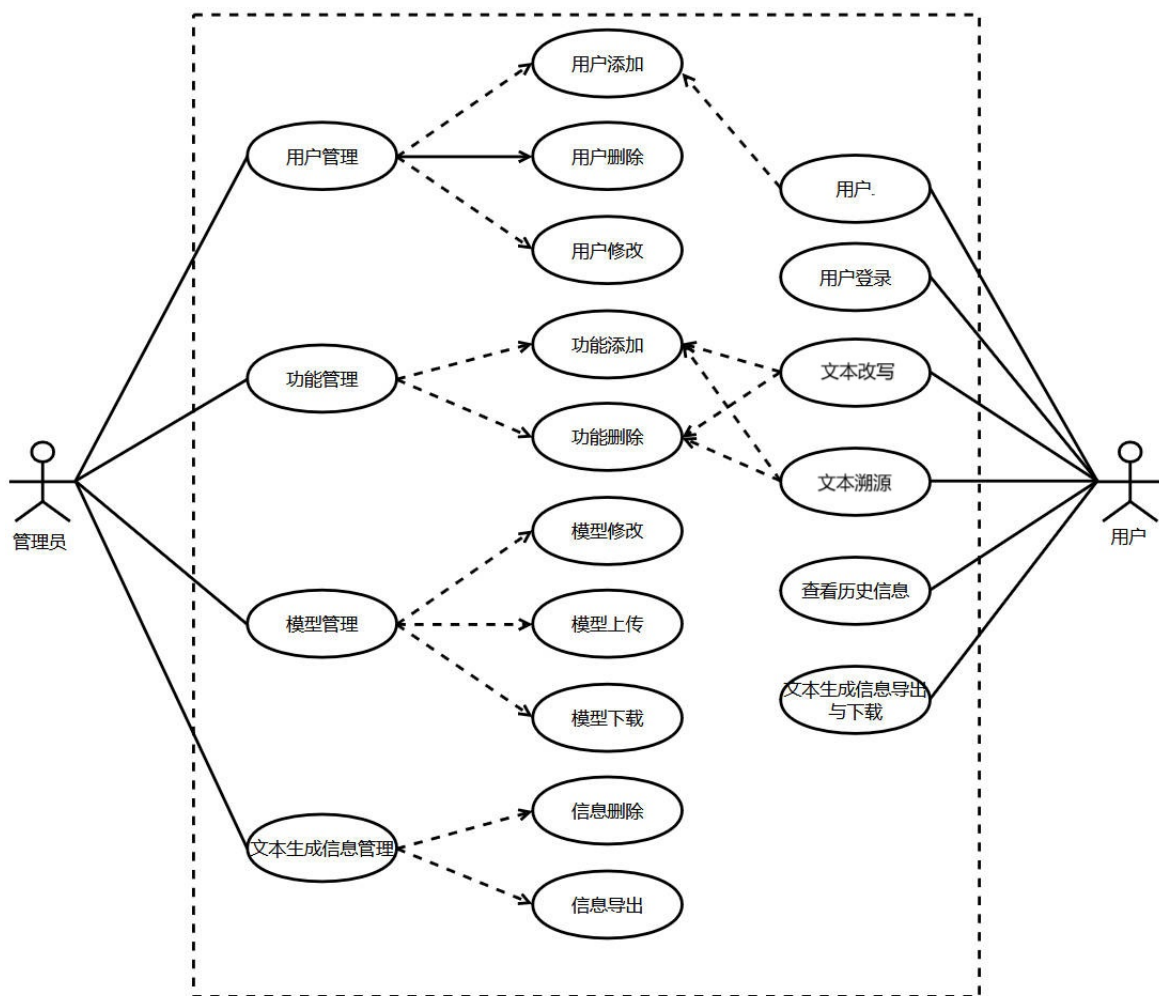 用户添加
用户管理
用户删除
用户.
用户修改
用户登录
功能添加
功能管理
文本改写
功能删除
文本溯源
管理员
模型修改
用户
查看历史信息
模型管理
模型上传
文本生成信息导出
与下载
模型下载
信息删除
文本生成信息管理
信息导出